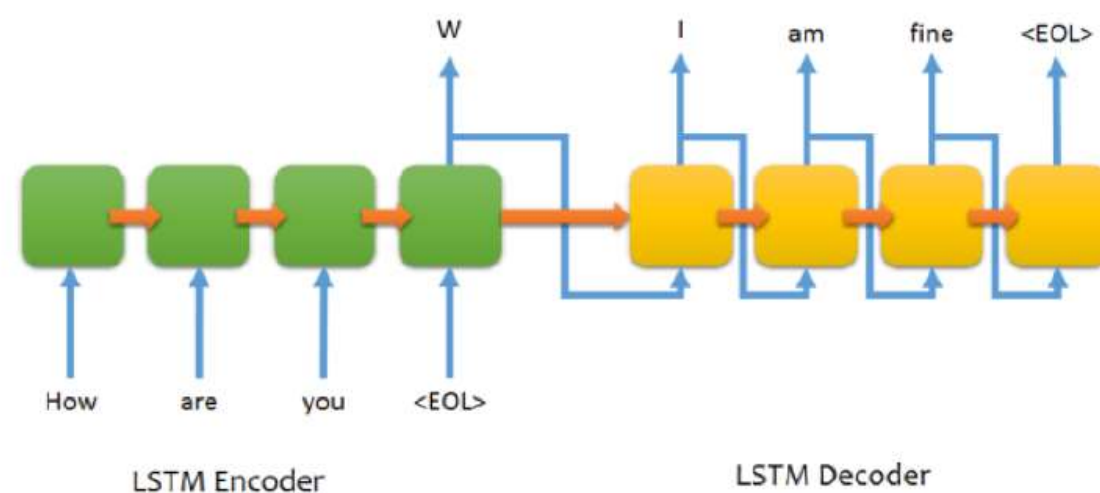 W I am fine <EOL>
How are you <EOL>
LSTM Encoder LSTM Decoder